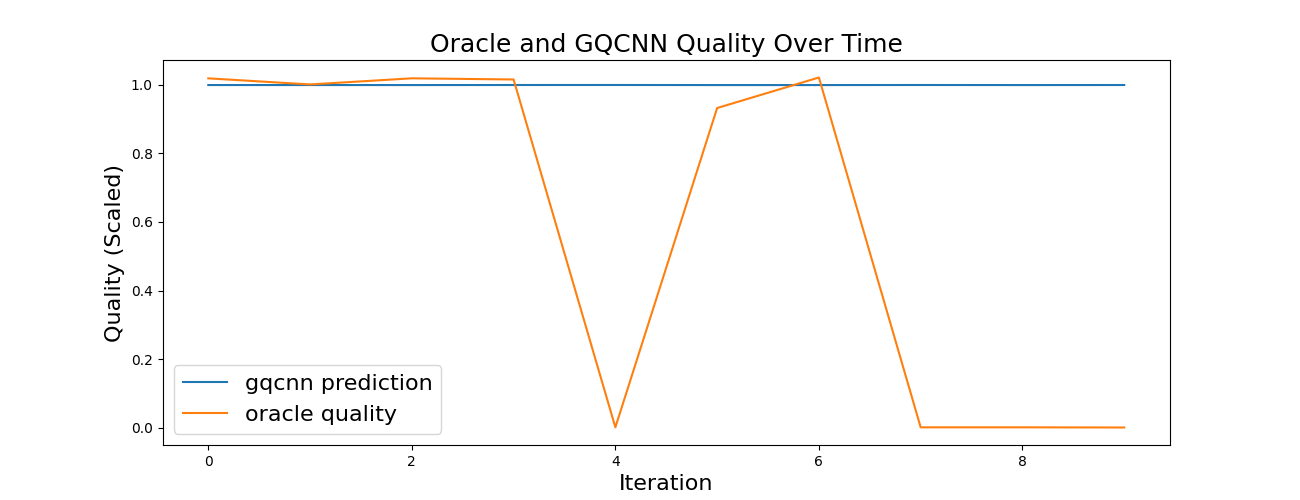 Oracle and GQCNN Quality Over Time
Quality (Scaled)
1.0
0.8
0.6
0.4
0.2
0.0
gqcnn prediction
oracle quality
0 2 4 6 8
Iteration